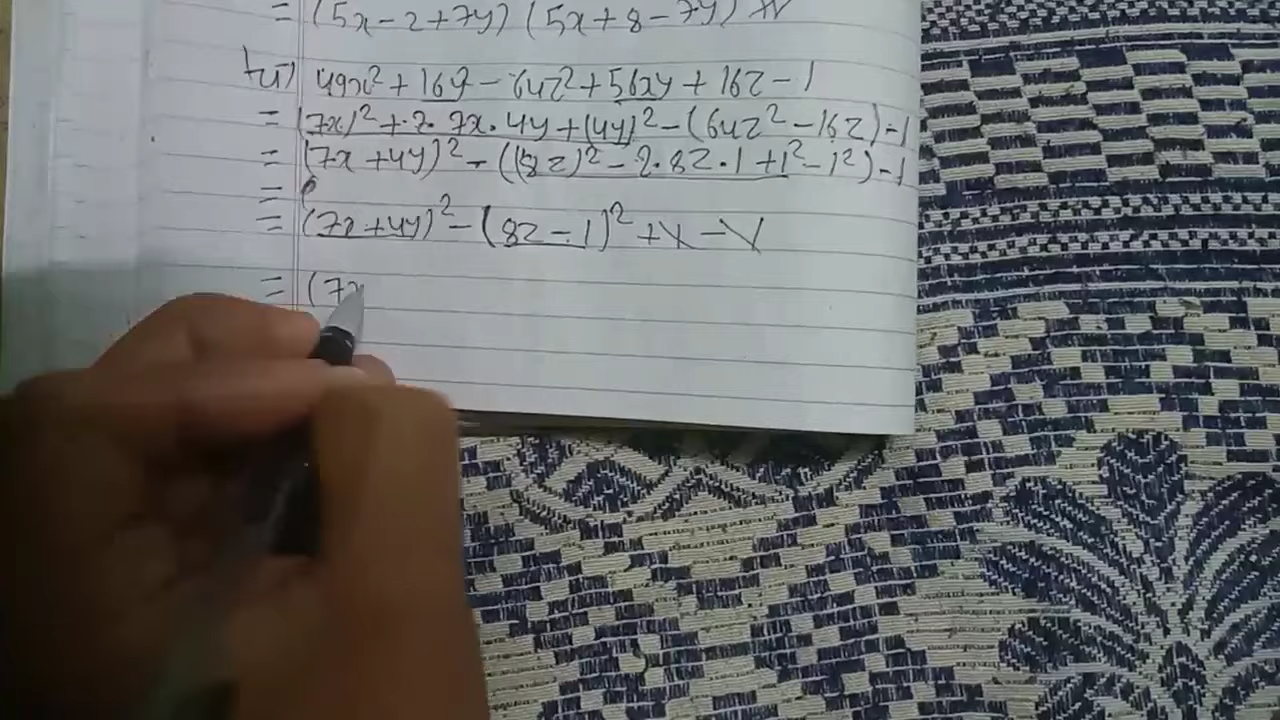 = (5x-2+7y) (5x+8-7y)
49x² + 16y - 64z² + 56xy + 16z - 1
= (7x)² + 2. 7x. 4y + (4y)² - (64z² - 16z) - 1
= (7x + 4y)² - ((8z)² - 2.8z.1 + 1² - 1²) - 1
= (
= (7x + 4y)² - (8z - 1)² + 1 - 1
= (7x